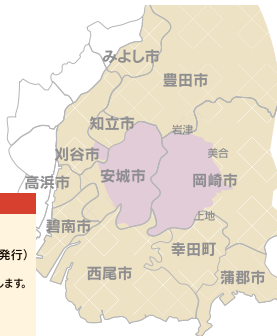 みよし市
豊田市
知立市
岩津
刈谷市
美合
安城市
岡崎市
高浜市
土地
碧南市
幸田町
発行）
西尾市
します。
蒲郡市